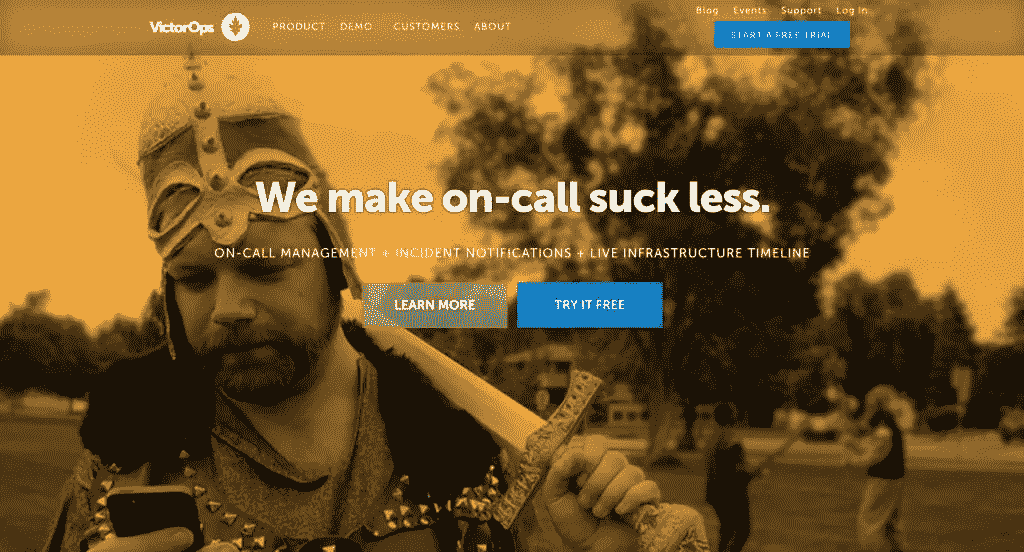 Blog Events Support Log In
VictorOps PRODUCT DEMO CUSTOMERS ABOUT
START A FREE TRIAL
We make on-call suck less.
ON-CALL MANAGEMENT + INCIDENT NOTIFICATIONS + LIVE INFRASTRUCTURE TIMELINE
LEARN MORE TRY IT FREE